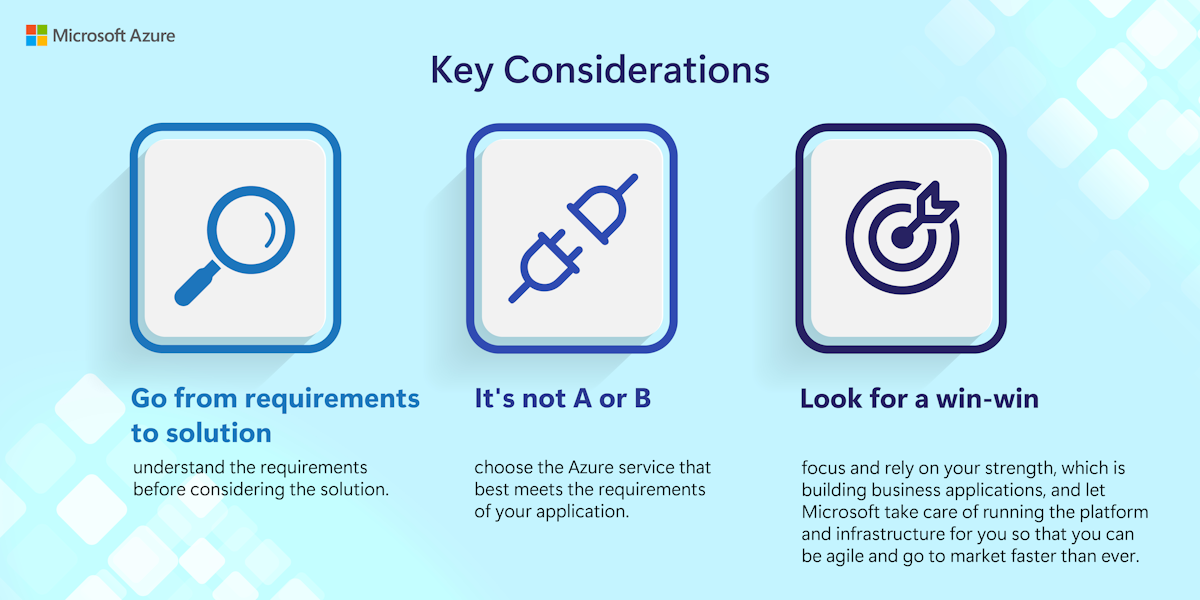 Microsoft Azure
Key Considerations
Go from requirements
to solution
understand the requirements
before considering the solution.
It's not A or B
choose the Azure service that
best meets the requirements
of your application.
Look for a win-win
focus and rely on your strength, which is
building business applications, and let
Microsoft take care of running the platform
and infrastructure for you so that you can
be agile and go to market faster than ever.